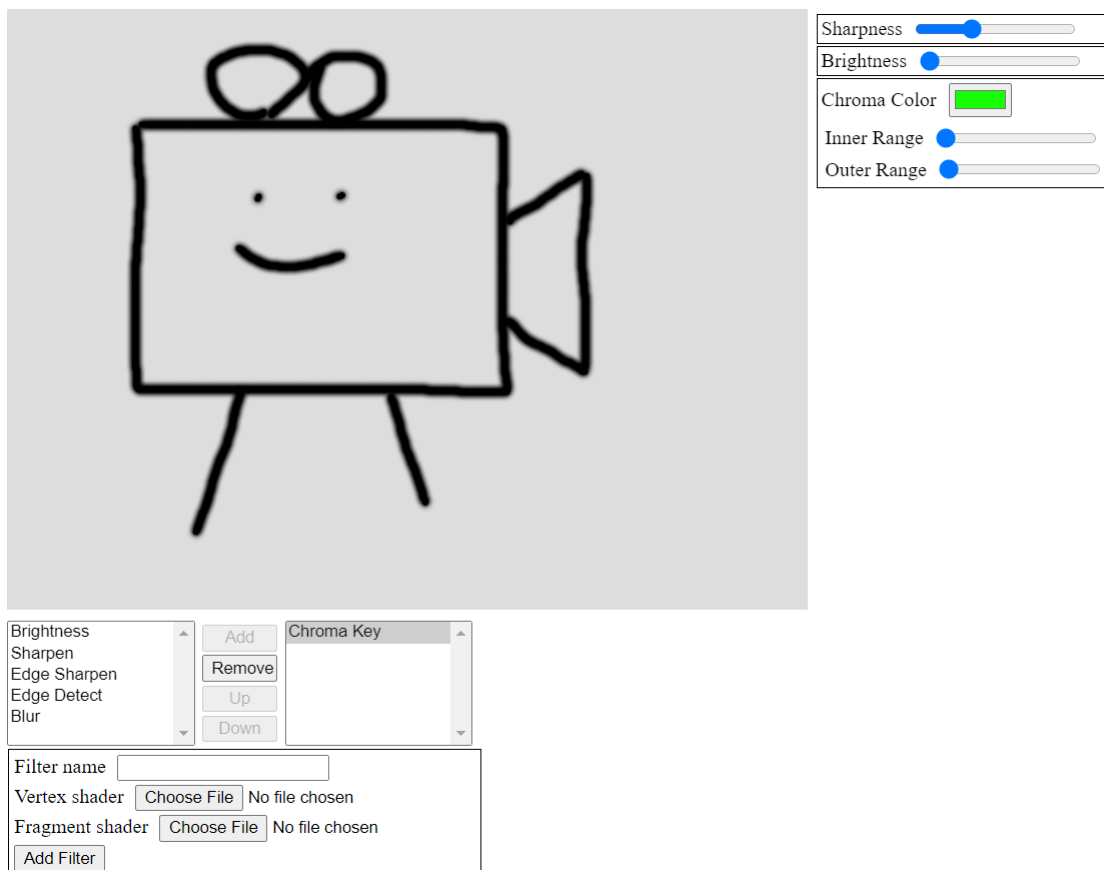 Sharpness
Brightness
Chroma Color
Inner Range
Outer Range
Brightness
Sharpen
Edge Sharpen
Edge Detect
Blur
Add
Remove
Up
Down
Chroma Key
Filter name
Vertex shader Choose File No file chosen
Fragment shader Choose File No file chosen
Add Filter